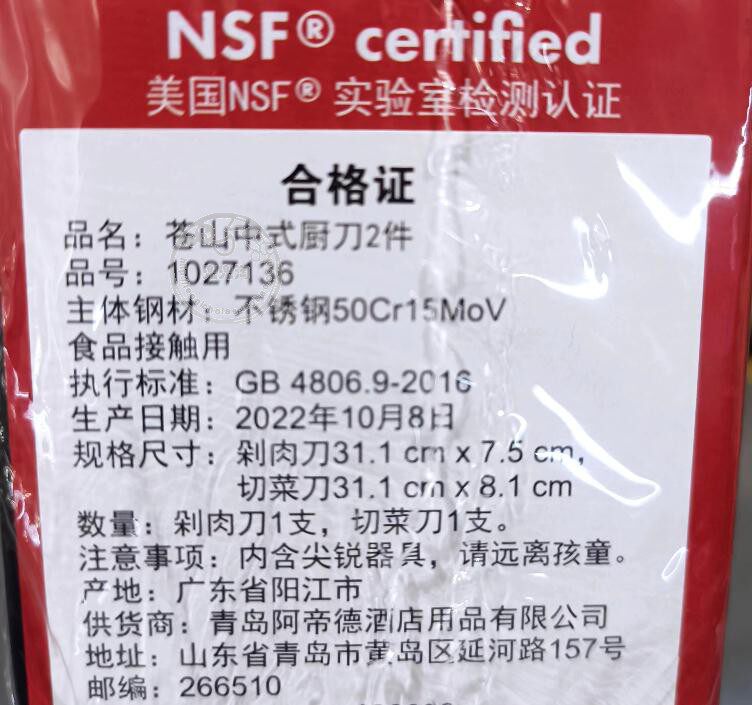 NSF® certified
美国NSF® 实验室检测认证
合格证
品名：苍山中式厨刀2件
品号：1027136
主体钢材：不锈钢50Cr15MoV
食品接触用
执行标准：GB 4806.9-2016
生产日期：2022年10月8日
规格尺寸：剁肉刀31.1 cm x 7.5 cm,
切菜刀31.1 cm x 8.1 cm
数量：剁肉刀1支，切菜刀1支。
注意事项：内含尖锐器具，请远离孩童。
产地：广东省阳江市
供货商：青岛阿帝德酒店用品有限公司
地址：山东省青岛市黄岛区延河路157号
邮编：266510